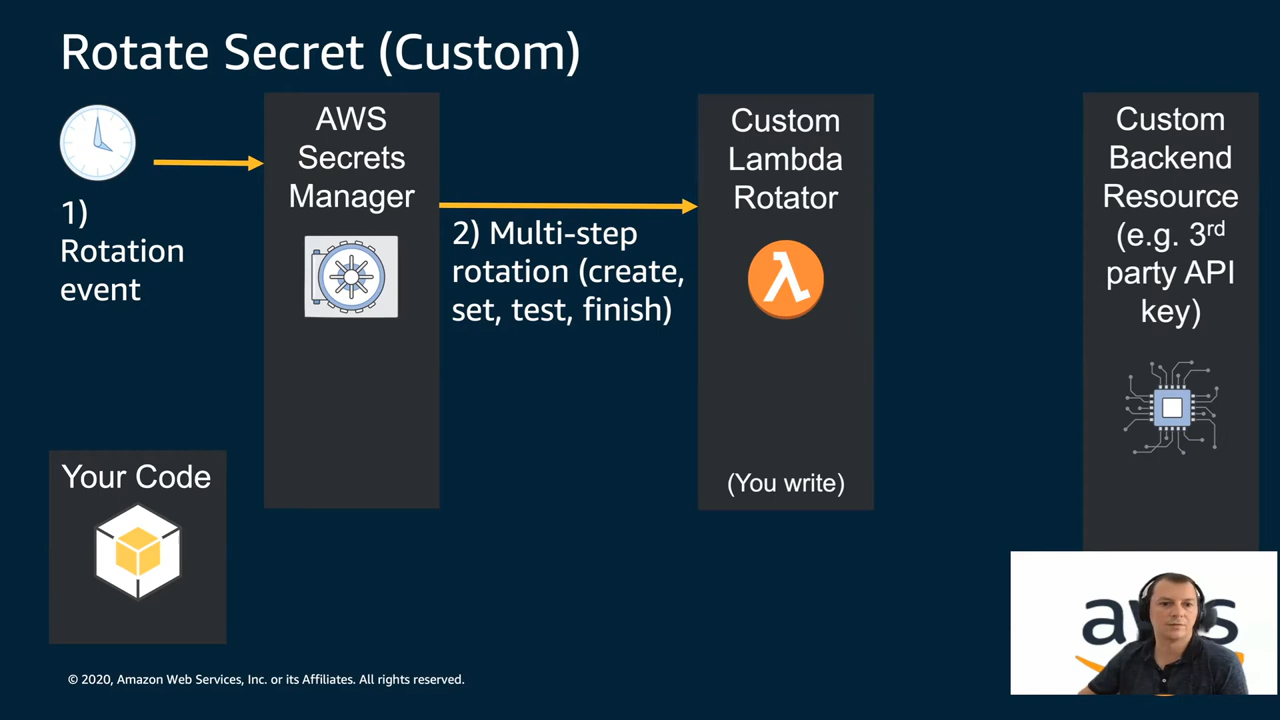 Rotate Secret (Custom)
AWS
Secrets
Manager
Custom
Lambda
Rotator
Custom
Backend
Resource
(e.g. 3rd
party API
key)
1)
Rotation
event
2) Multi-step
rotation (create,
set, test, finish)
(You write)
Your Code
aws
© 2020, Amazon Web Services, Inc. or its Affiliates. All rights reserved.